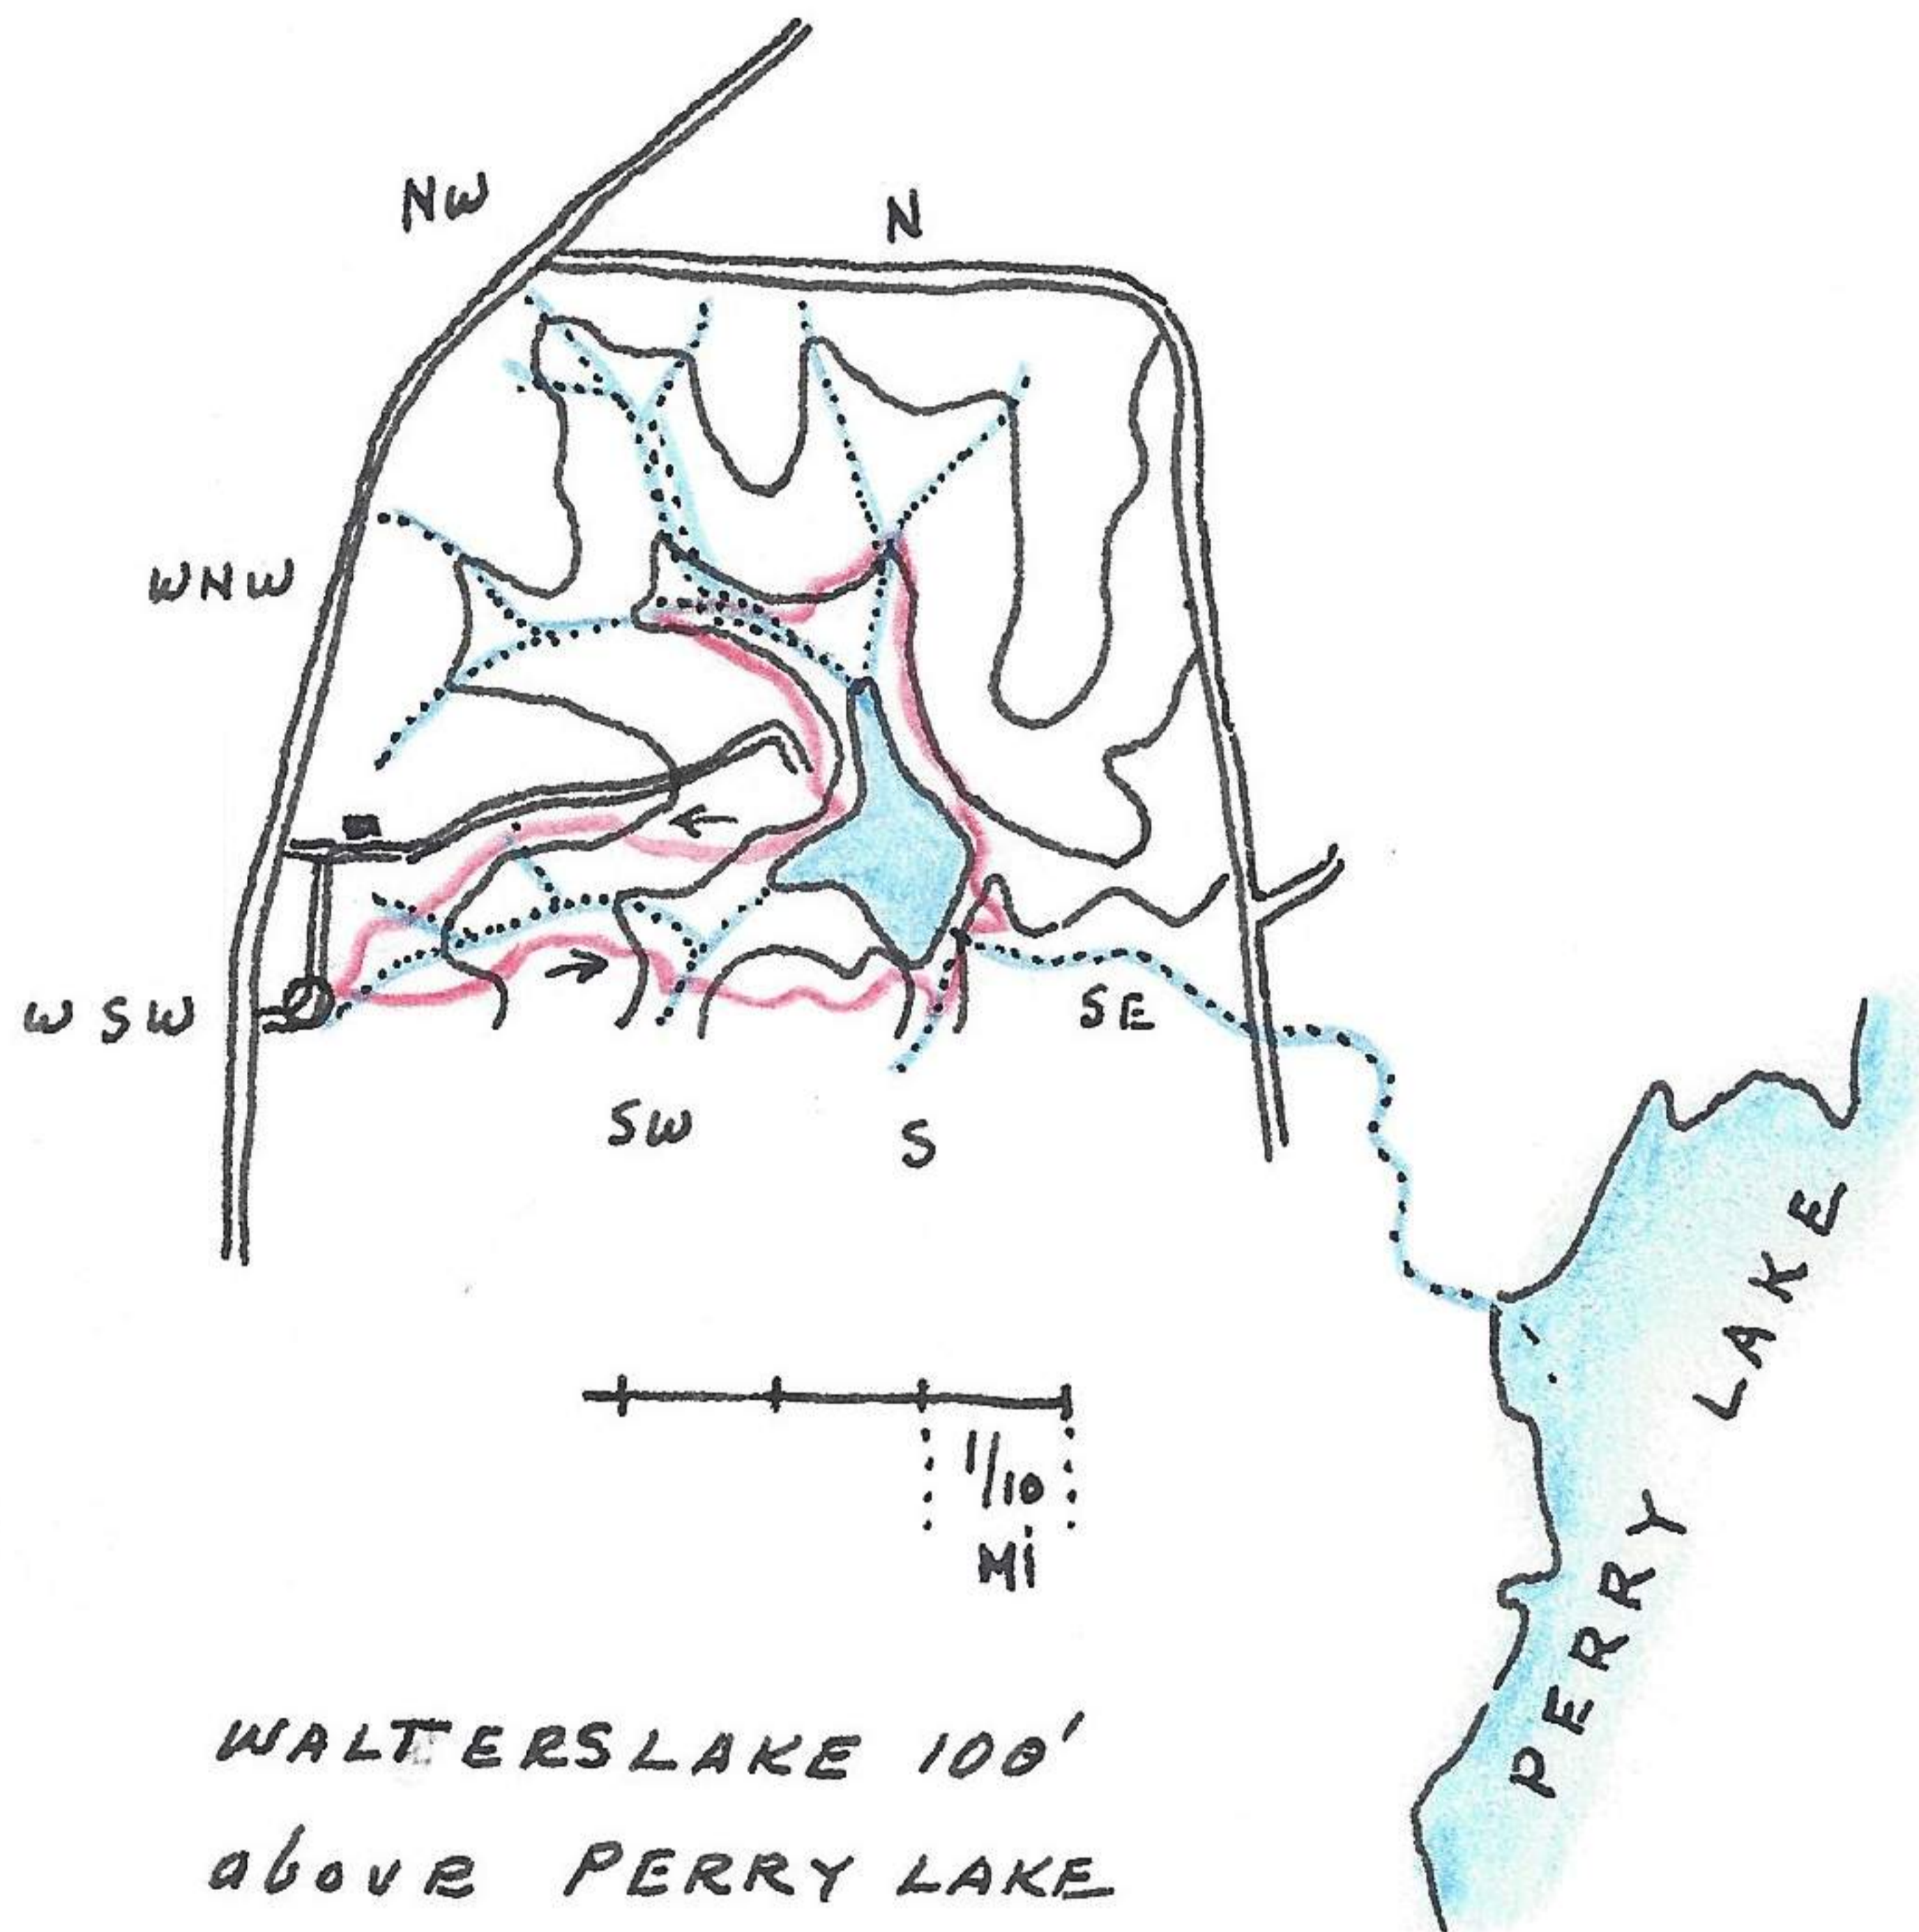 NW
N
WNW
WSW
SE
SW
S
1/10
Mi
PERRY LAKE
WALTERSLAKE 100'
above PERRY LAKE